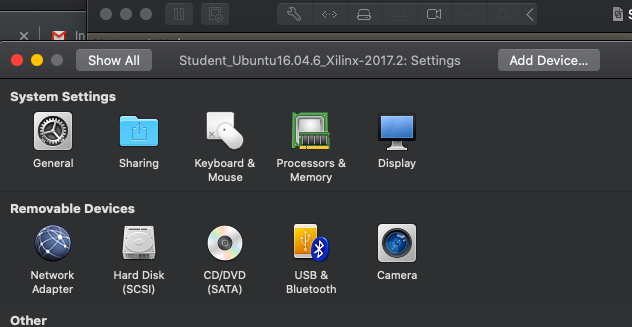 In
S
Show All
Student_Ubuntu16.04.6_Xilinx-2017.2: Settings
Add Device...
System Settings
General
Sharing
Keyboard &
Mouse
Processors &
Memory
Display
Removable Devices
Network
Adapter
Hard Disk
(SCSI)
CD/DVD
(SATA)
USB &
Bluetooth
Camera
Other